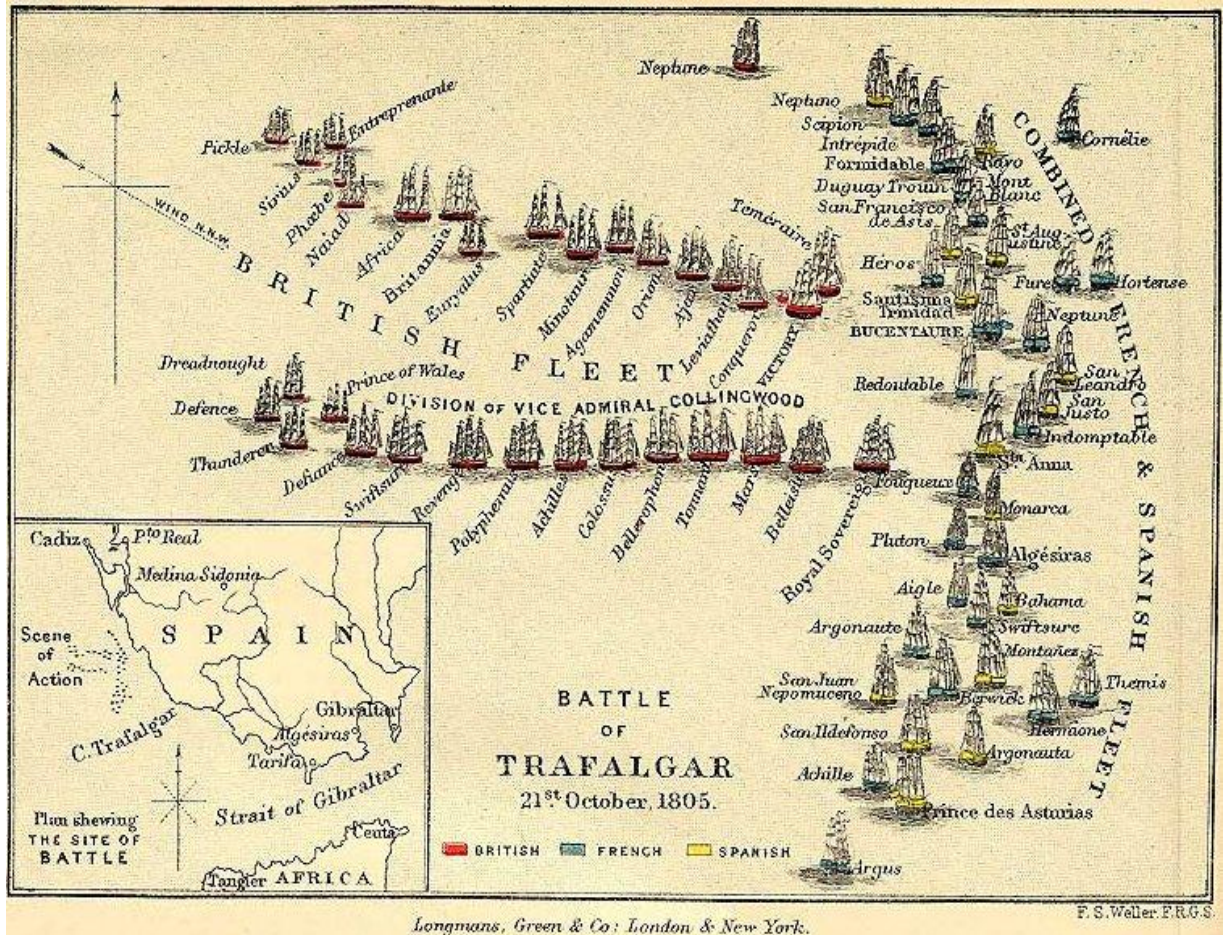 Neptune
Neptuno
Scipion
Intrépide
Formidable
Duguay Trouin
San Francisco
de Asis
Héros
Santisima
Trinidad
BUCENTAURE
Redoutable
Cornélie
Rayo
Mont
Blanc
St Aug
ustine
Fure
Hortense
Neptune
San
Leandro
San
Justo
Indomptable
Sta Anna
Fougueux
Monarca
Pluton
Algésiras
Aigle
Bahama
Swiftsure
Argonaute
Montañez
San Juan
Nepomuceno
Berwick
Themis
Hermione
San Ildefonso
Argonauta
Achille
Prince des Asturias
Argus
COMBINED FRENCH & SPANISH FLEET
Pickle
Entreprenante
Sirius
Phœbe
Naiad
Africa
Britannia
Euryalus
Spartiate
Minotaur
Agamemnon
Orion
Ajax
Leviathan
Conqueror
VICTORY
Teméraire
WIND N.N.W.
BRITISH FLEET
DIVISION OF VICE ADMIRAL COLLINGWOOD
Dreadnought
Prince of Wales
Defence
Thunderer
Defiance
Swiftsure
Revenge
Polyphemus
Achilles
Colossus
Bellerophon
Tonnant
Mars
Belleisle
Royal Sovereign
Cadiz
Pto Real
Medina Sidonia
SPAIN
Scene
of
Action
Gibraltar
Algésiras
C. Trafalgar
Tarifa
Strait of Gibraltar
Plan shewing
THE SITE OF
BATTLE
Ceuta
Tangier AFRICA
BATTLE
OF
TRAFALGAR
21st October, 1805.
BRITISH FRENCH SPANISH
F. S. Weller. F.R.G.S.
Longmans, Green & Co: London & New York.